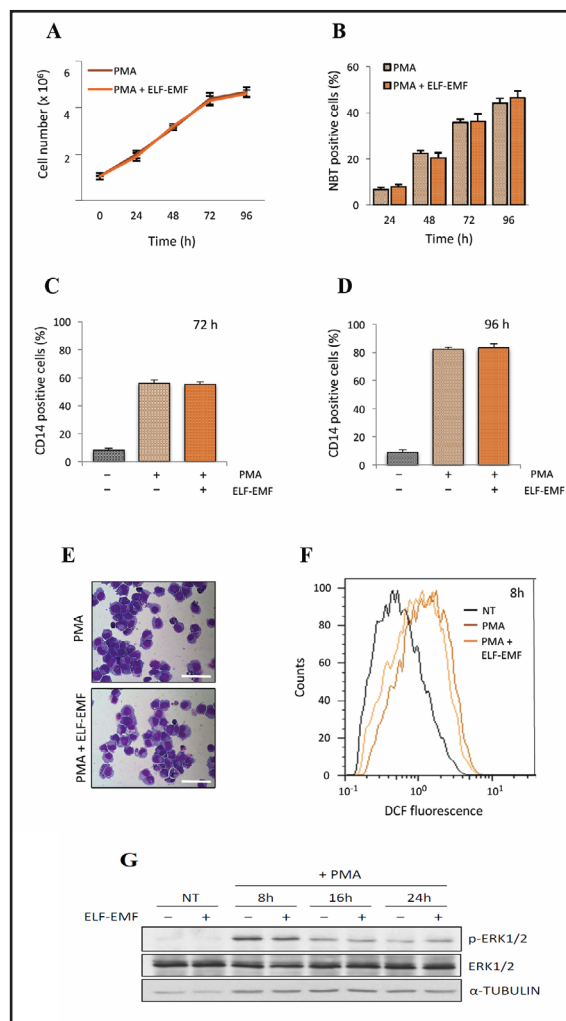 A
PMA
PMA + ELF-EMF
Cell number (x 10⁶)
6
4
2
0 24 48 72 96
Time (h)
B
PMA
PMA + ELF-EMF
NBT positive cells (%)
60
40
20
0
24 48 72 96
Time (h)
C
72 h
CD14 positive cells (%)
100
80
60
40
20
0
– + + PMA
– – + ELF-EMF
D
96 h
CD14 positive cells (%)
100
80
60
40
20
0
– + + PMA
– – + ELF-EMF
E
PMA
PMA + ELF-EMF
F
8h
NT
PMA
PMA +
ELF-EMF
Counts
100
80
60
40
20
0
10⁻¹ 10⁰ 10¹
DCF fluorescence
G
+ PMA
NT 8h 16h 24h
ELF-EMF – + – + – + – +
p-ERK1/2
ERK1/2
α-TUBULIN